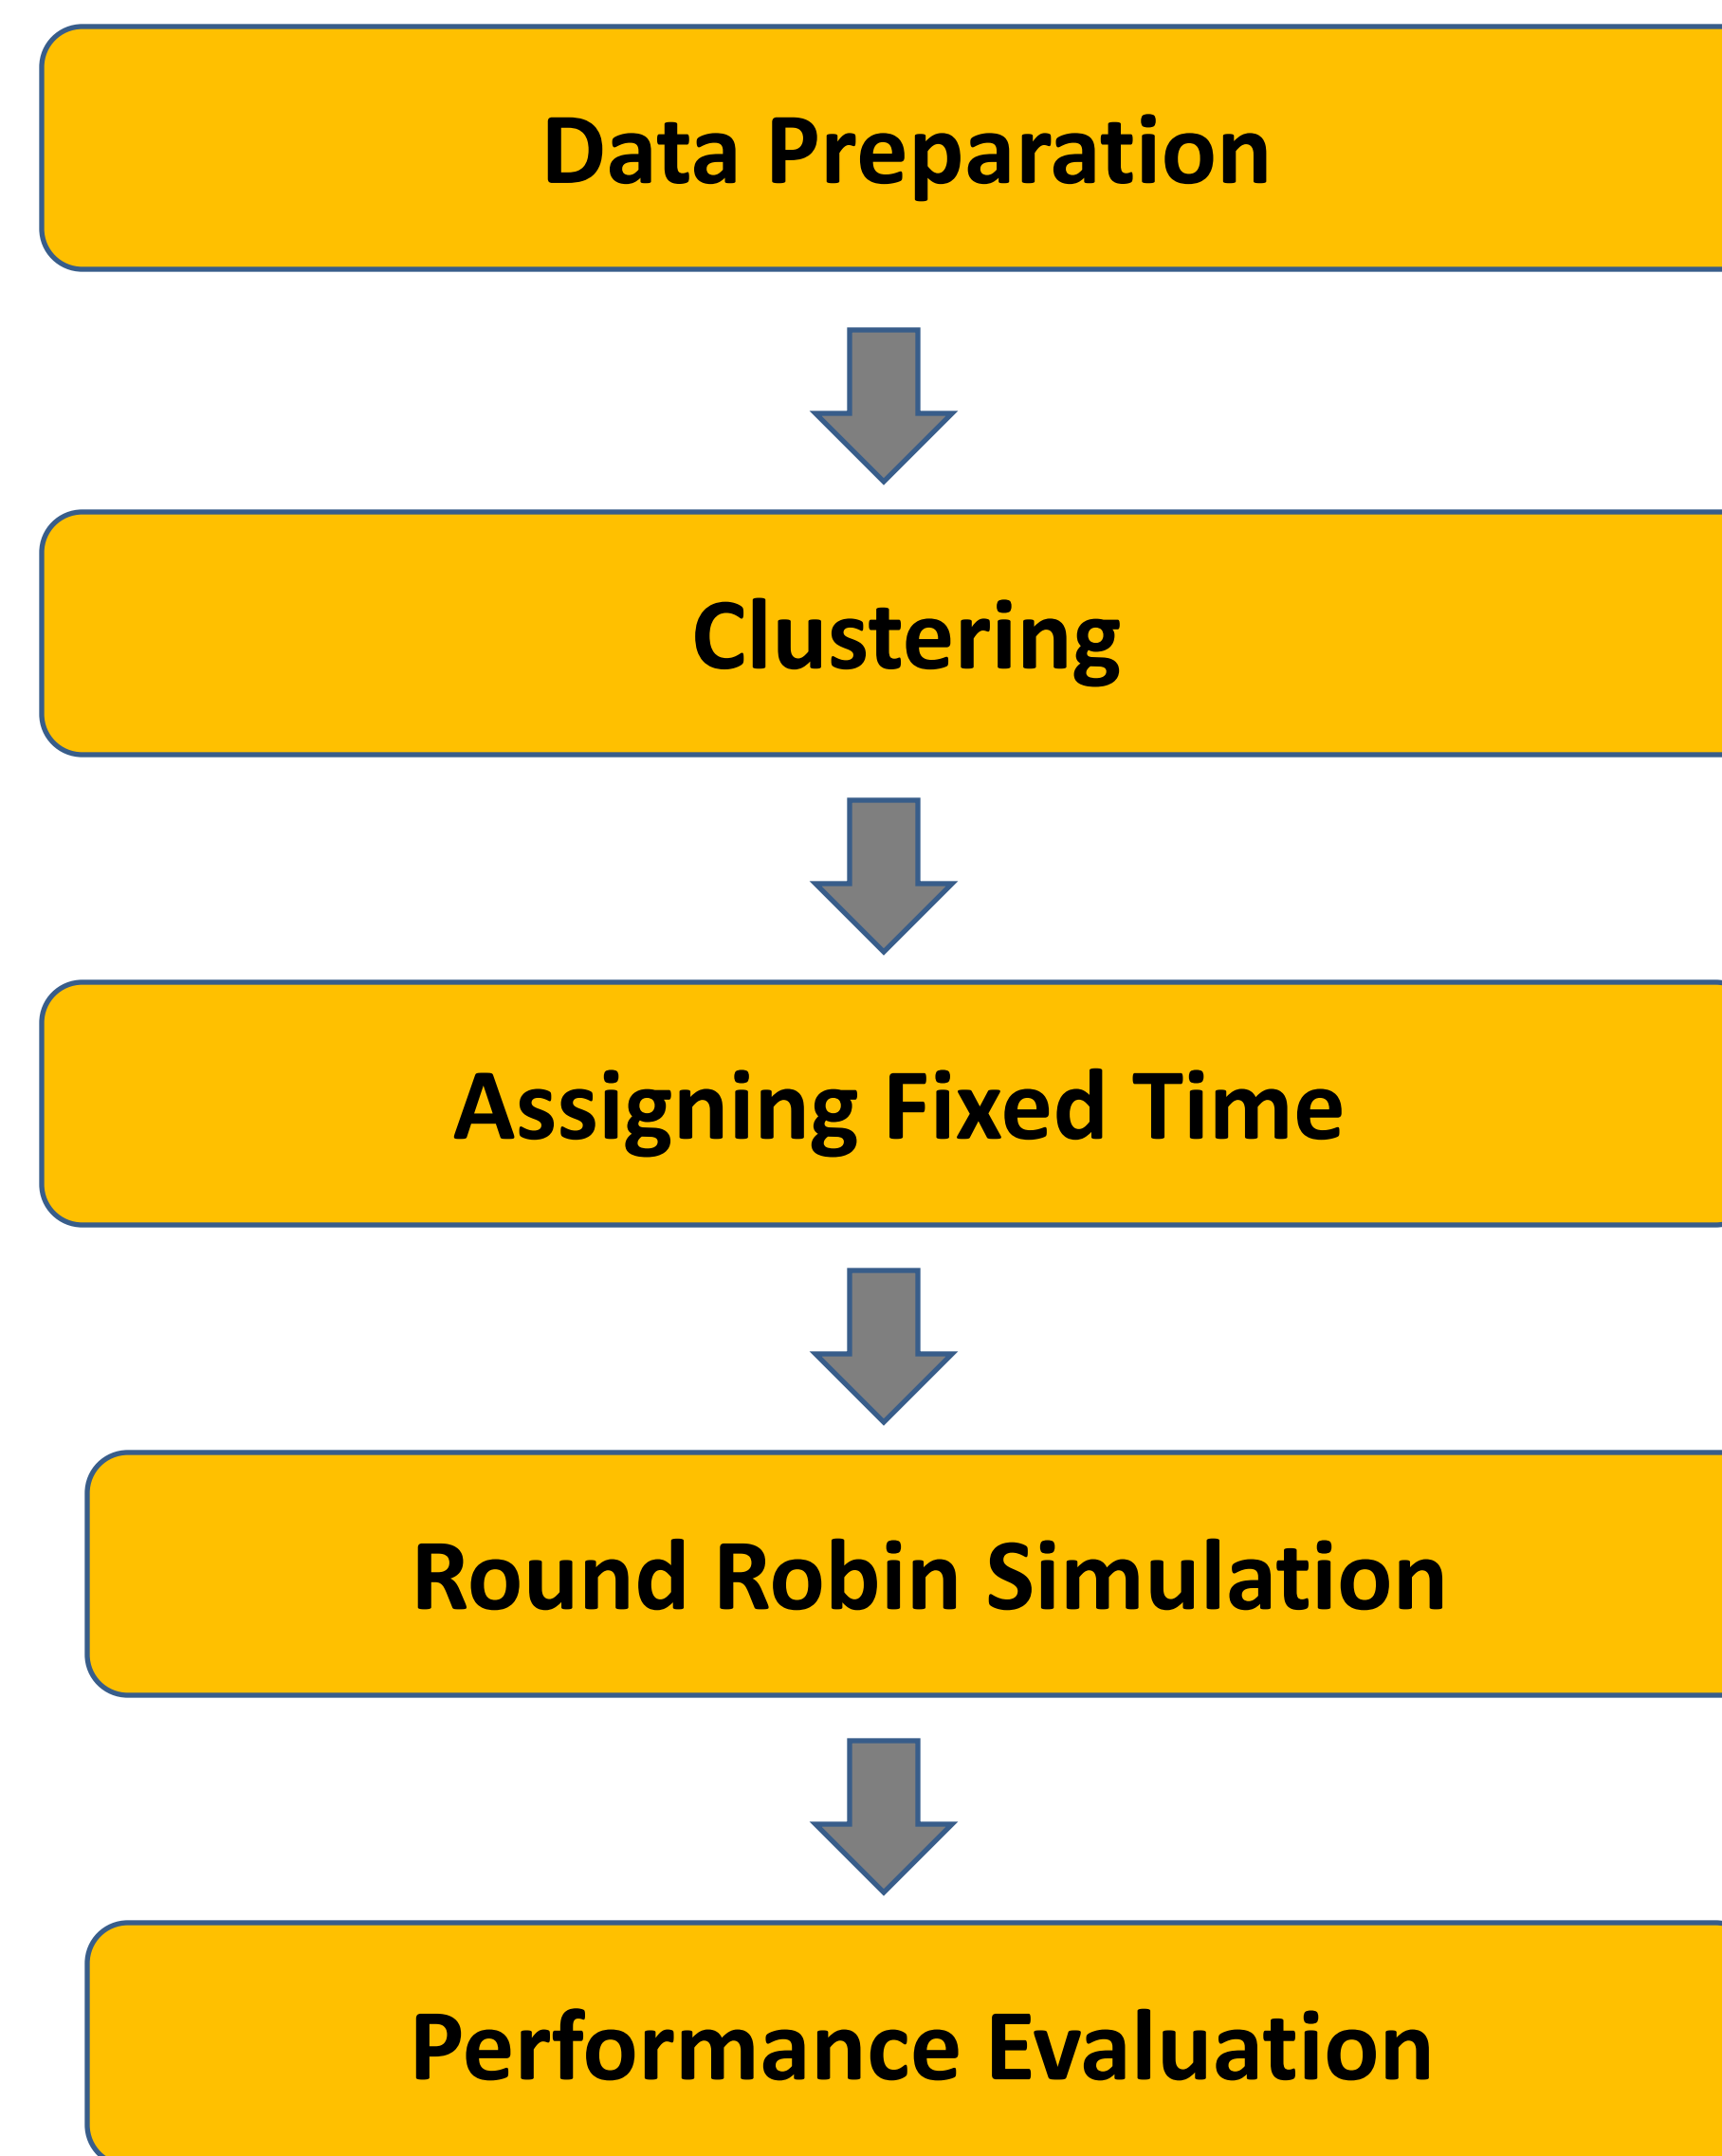 Data Preparation
Clustering
Assigning Fixed Time
Round Robin Simulation
Performance Evaluation